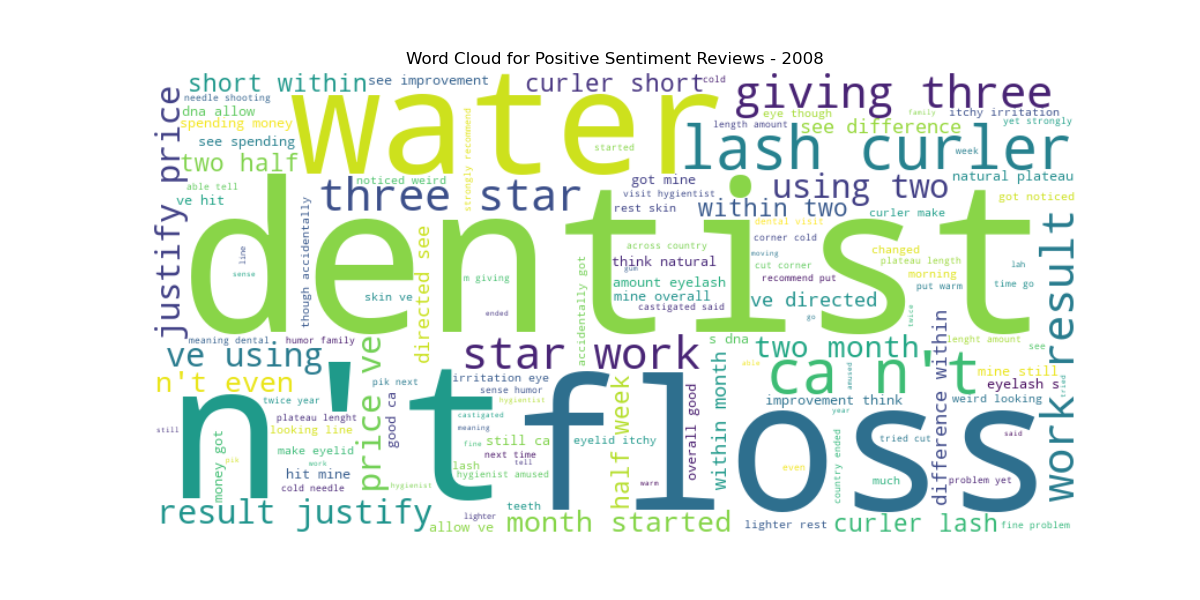 Word Cloud for Positive Sentiment Reviews - 2008
short within
see improvement
curler short
cold
giving three
needle shooting
dna allow
water
family
itchy irritation
eye though
spending money
length amount
see difference
yet strongly
see spending
started
lash curler
two half
week
justify price
strongly recommend
able tell
noticed weird
got mine
using two
natural plateau
ve hit
three star
visit hygientist
got noticed
rest skin
within two
curler make
dental visit
dentist
though accidentally
line
sense
directed see
across country
corner cold
moving
changed
think natural
plateau length
lah
gum
cut corner
m giving
amount eyelash
recommend put
morning
time go
put warm
skin ve
mine overall
castigated said
ve directed
ended
accidentally got
go
twice
work result
meaning dental
humor family
s dna
two month
lenght amount
see
ve using
star work
ca n't
able
mine still
n't even
pik next
irritation eye
eyelash s
tried
sense humor
amused
difference within
twice year
price ve
hygientist
improvement think
weird looking
plateau lenght
good ca
castigated
half week
overall good
within month
year
still
looking line
meaning
said
n't
floss
fine
still ca
eyelid itchy
tried cut
make eyelid
next time
money got
pik
work
lash
tell
even
hit mine
hygienist amused
country ended
much
problem yet
cold needle
hygienist
warm
teeth
result justify
lighter
allow ve
month started
lighter rest
curler lash
fine problem